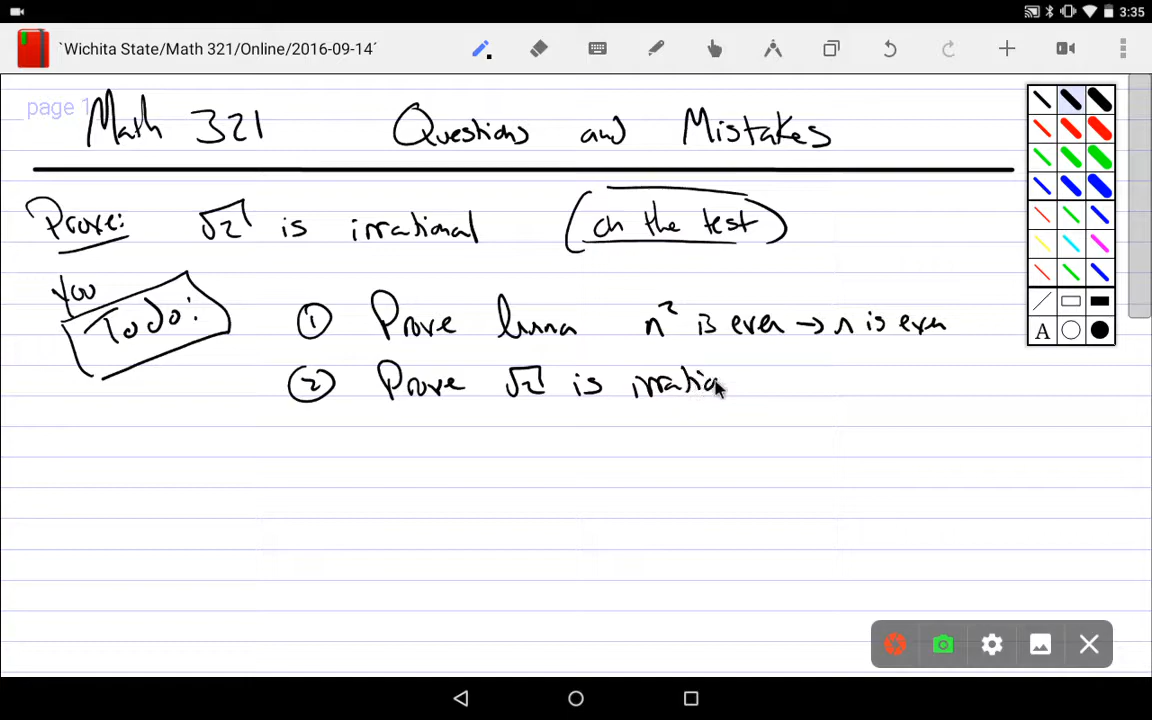 3:35
`Wichita State/Math 321/Online/2016-09-14´
page 1
Math 321 Questions and Mistakes
Prove: √2 is irrational (on the test)
You
To do:
① Prove lemma n² is even → n is even
② Prove √2 is irratio
A